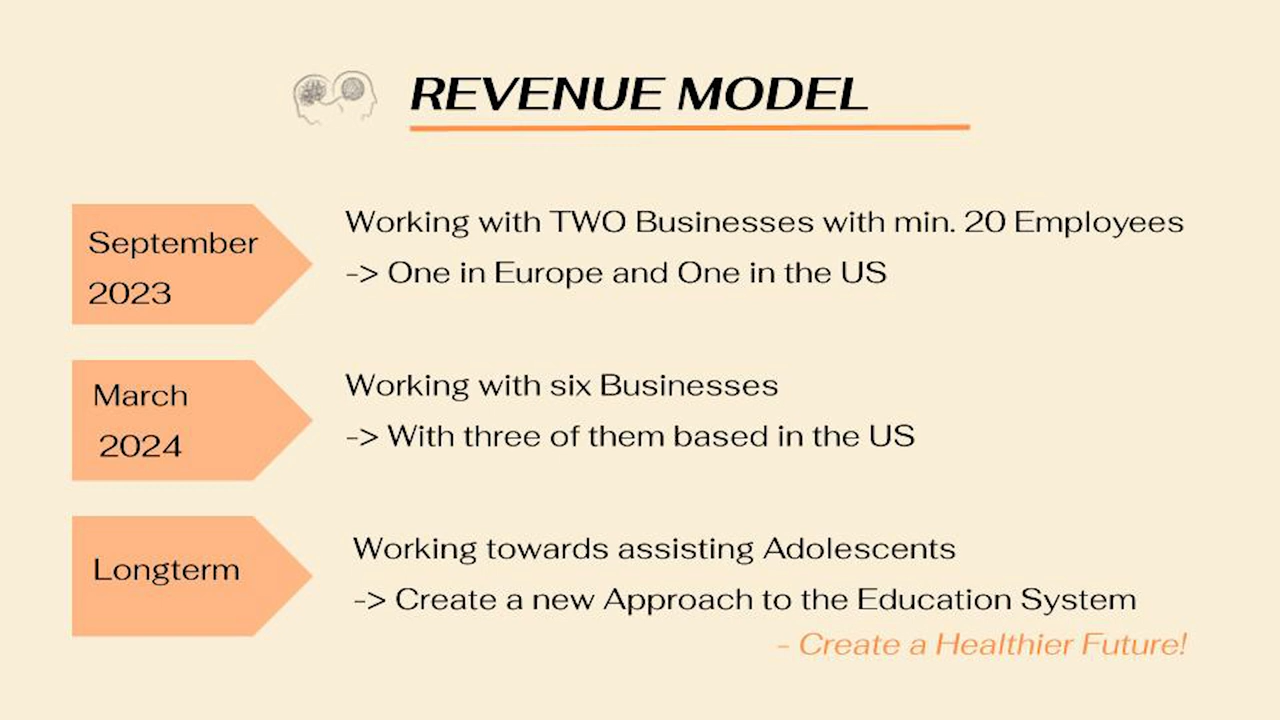 REVENUE MODEL
September
2023
Working with TWO Businesses with min. 20 Employees
-> One in Europe and One in the US
March
2024
Working with six Businesses
-> With three of them based in the US
Longterm
Working towards assisting Adolescents
-> Create a new Approach to the Education System
- Create a Healthier Future!